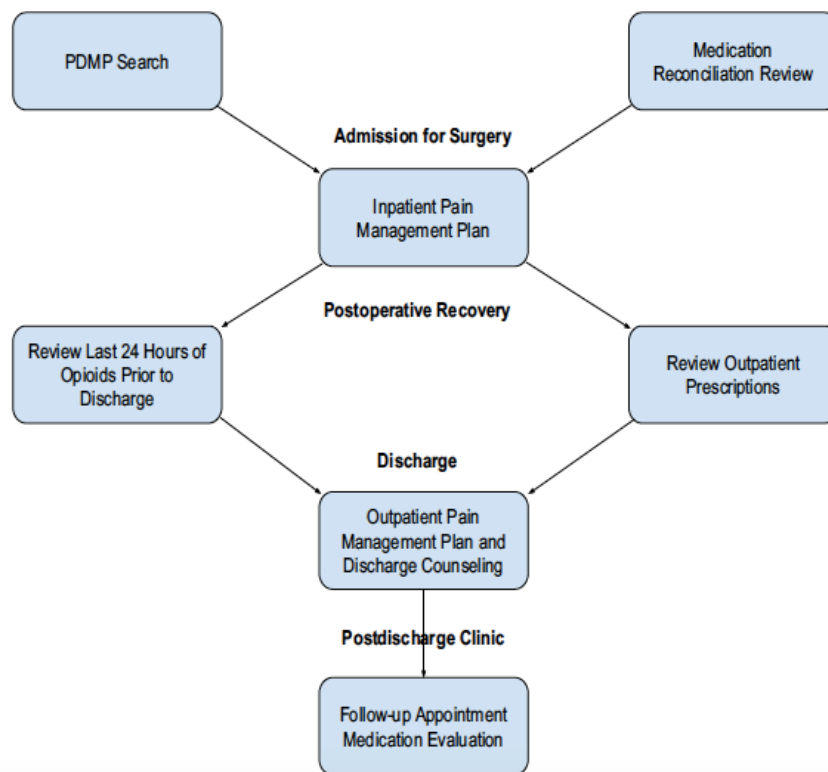 PDMP Search
Medication
Reconciliation Review
Admission for Surgery
Inpatient Pain
Management Plan
Postoperative Recovery
Review Last 24 Hours of
Opioids Prior to
Discharge
Review Outpatient
Prescriptions
Discharge
Outpatient Pain
Management Plan and
Discharge Counseling
Postdischarge Clinic
Follow-up Appointment
Medication Evaluation